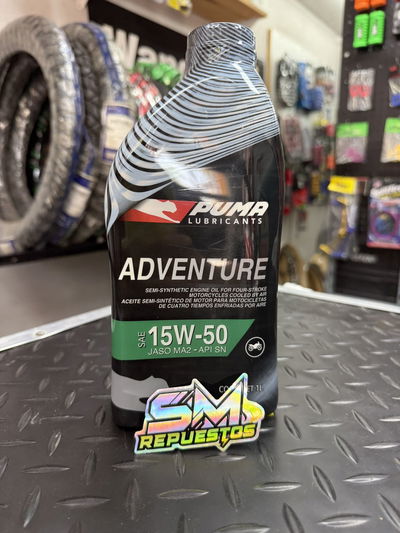 PUMA
LUBRICANTS
ADVENTURE
SEMI-SYNTHETIC ENGINE OIL FOR FOUR-STROKE
MOTORCYCLES COOLED BY AIR
ACEITE SEMI-SINTÉTICO DE MOTOR PARA MOTOCICLETAS
DE CUATRO TIEMPOS ENFRIADAS POR AIRE
SAE 15W-50
JASO MA2 - API SN
1L
SM
REPUESTOS